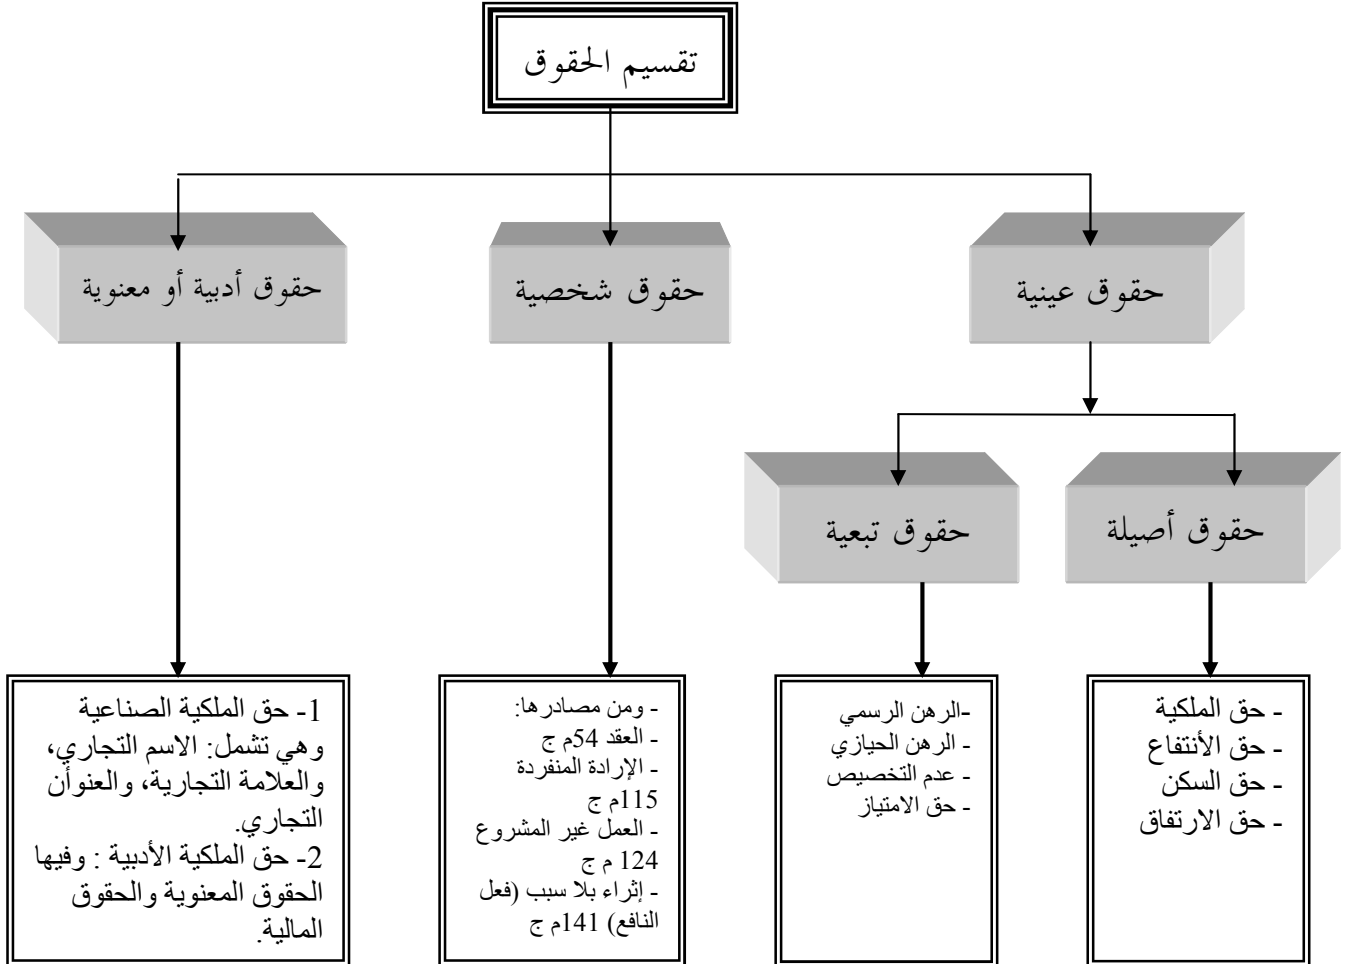 تقسيم الحقوق
حقوق عينية
حقوق شخصية
حقوق أدبية أو معنوية
حقوق أصيلة
حقوق تبعية
- حق الملكية
- حق الأنتفاع
- حق السكن
- حق الارتفاق
-الرهن الرسمي
- الرهن الحيازي
- عدم التخصيص
- حق الامتياز
- ومن مصادرها:
- العقد 54م ج
- الإرادة المنفردة
115م ج
- العمل غير المشروع
124 م ج
- إثراء بلا سبب (فعل
النافع) 141م ج
1- حق الملكية الصناعية
وهي تشمل: الاسم التجاري،
والعلامة التجارية، والعنوأن
التجاري.
2- حق الملكية الأدبية : وفيها
الحقوق المعنوية والحقوق
المالية.